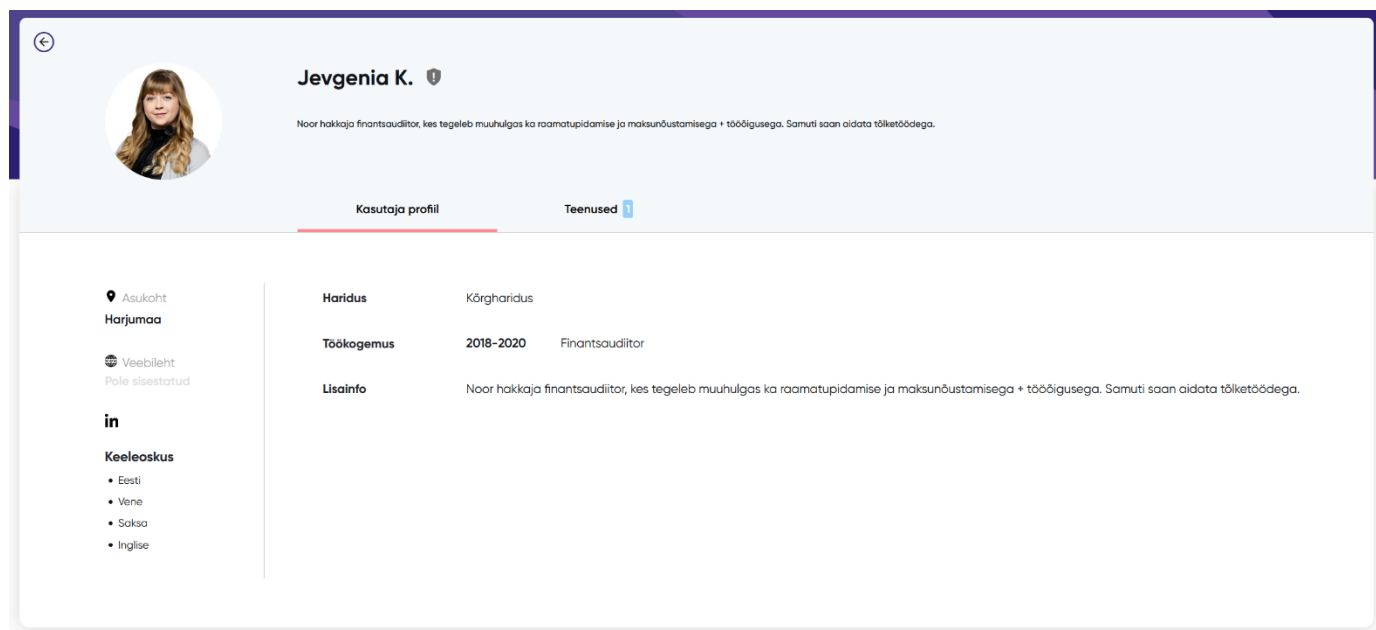 Jevgenia K.
Noor hakkaja finantsaudiitor, kes tegeleb muuhulgas ka raamatupidamise ja maksunõustamisega + tööõigusega. Samuti saan aidata tõlketöödega.
Kasutaja profiil
Teenused 1
Asukoht
Harjumaa
Veebileht
Pole sisestatud
in
Keeleoskus
• Eesti
• Vene
• Saksa
• Inglise
Haridus Kõrgharidus
Töökogemus 2018-2020 Finantsaudiitor
Lisainfo Noor hakkaja finantsaudiitor, kes tegeleb muuhulgas ka raamatupidamise ja maksunõustamisega + tööõigusega. Samuti saan aidata tõlketöödega.